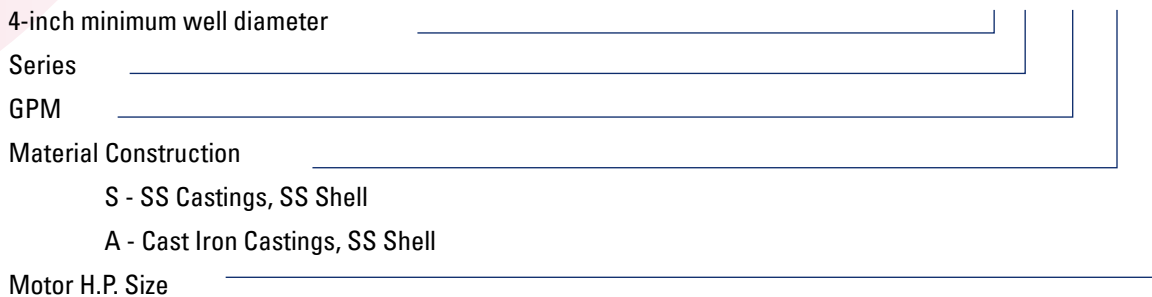 4-inch minimum well diameter
Series
GPM
Material Construction
S - SS Castings, SS Shell
A - Cast Iron Castings, SS Shell
Motor H.P. Size